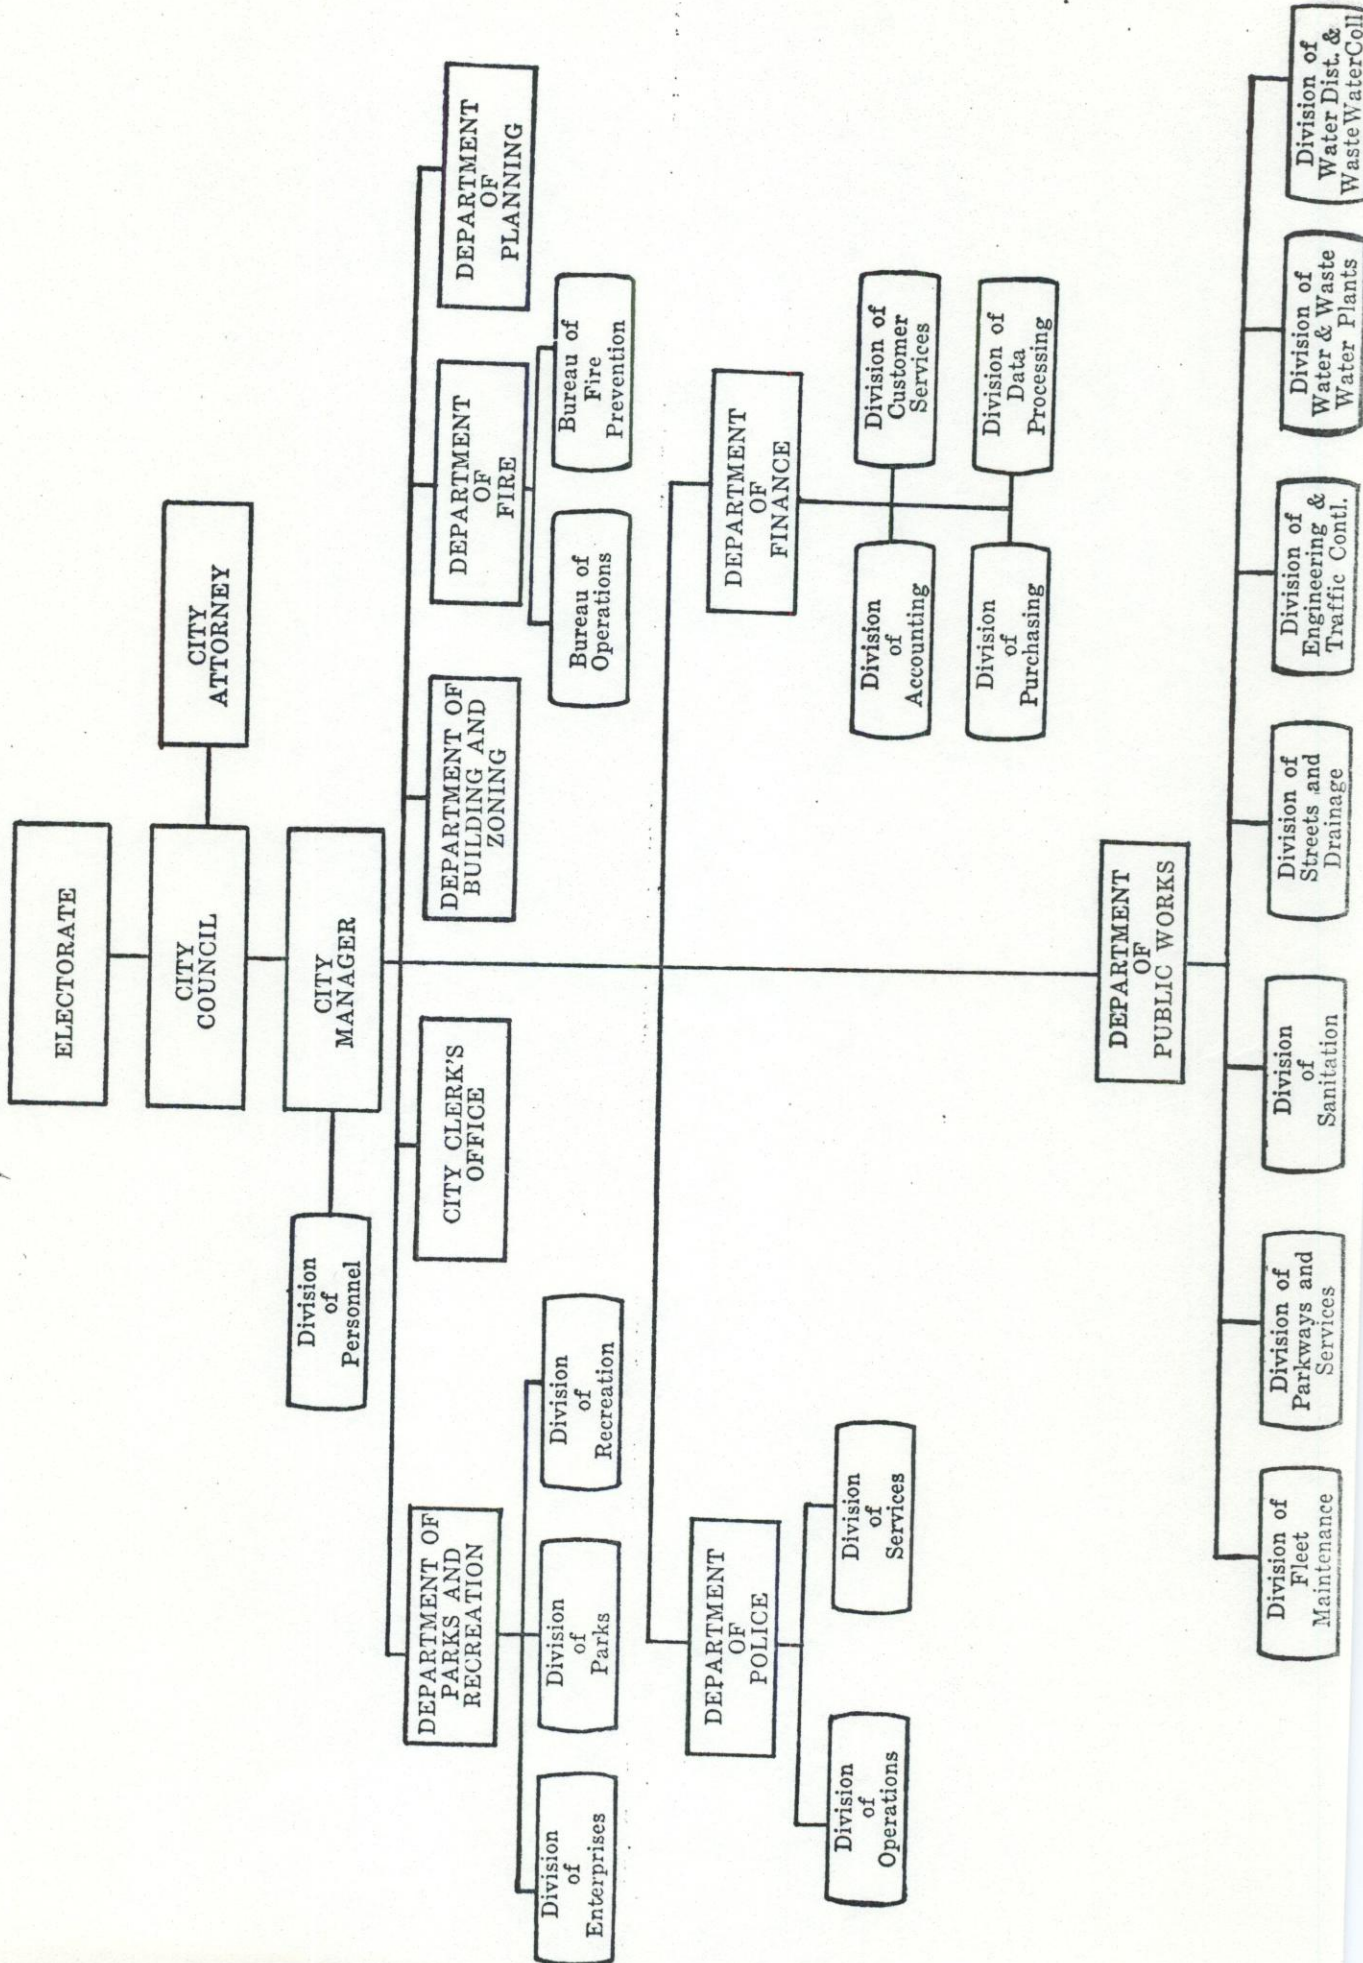 ELECTORATE
CITY
COUNCIL
CITY
ATTORNEY
CITY
MANAGER
Division
of
Personnel
DEPARTMENT OF
PARKS AND
RECREATION
Division
of
Enterprises
Division
of
Parks
Division
of
Recreation
CITY CLERK'S
OFFICE
DEPARTMENT OF
BUILDING AND
ZONING
DEPARTMENT
OF
FIRE
Bureau of
Operations
Bureau of
Fire
Prevention
DEPARTMENT
OF
PLANNING
DEPARTMENT
OF
POLICE
Division
of
Operations
Division
of
Services
DEPARTMENT
OF
FINANCE
Division
of
Accounting
Division of
Customer
Services
Division
of
Purchasing
Division of
Data
Processing
DEPARTMENT
OF
PUBLIC WORKS
Division of
Fleet
Maintenance
Division of
Parkways and
Services
Division
of
Sanitation
Division of
Streets and
Drainage
Division of
Engineering &
Traffic Contl.
Division of
Water & Waste
Water Plants
Division of
Water Dist. &
WasteWaterColl